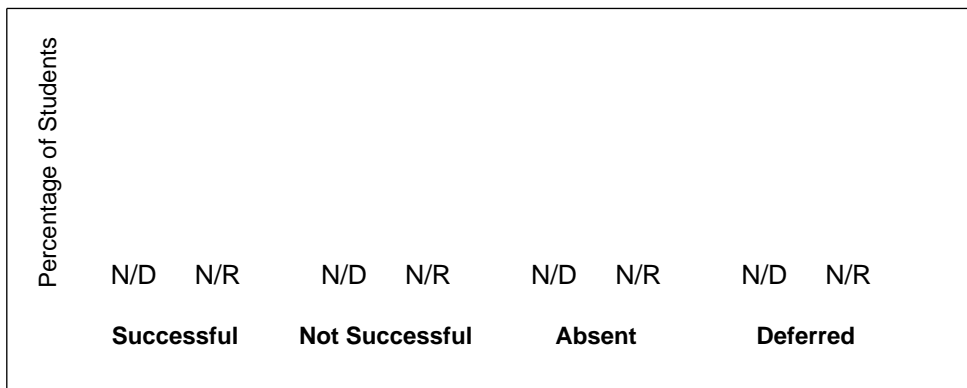 Percentage of Students
N/D N/R N/D N/R N/D N/R N/D N/R
Successful Not Successful Absent Deferred